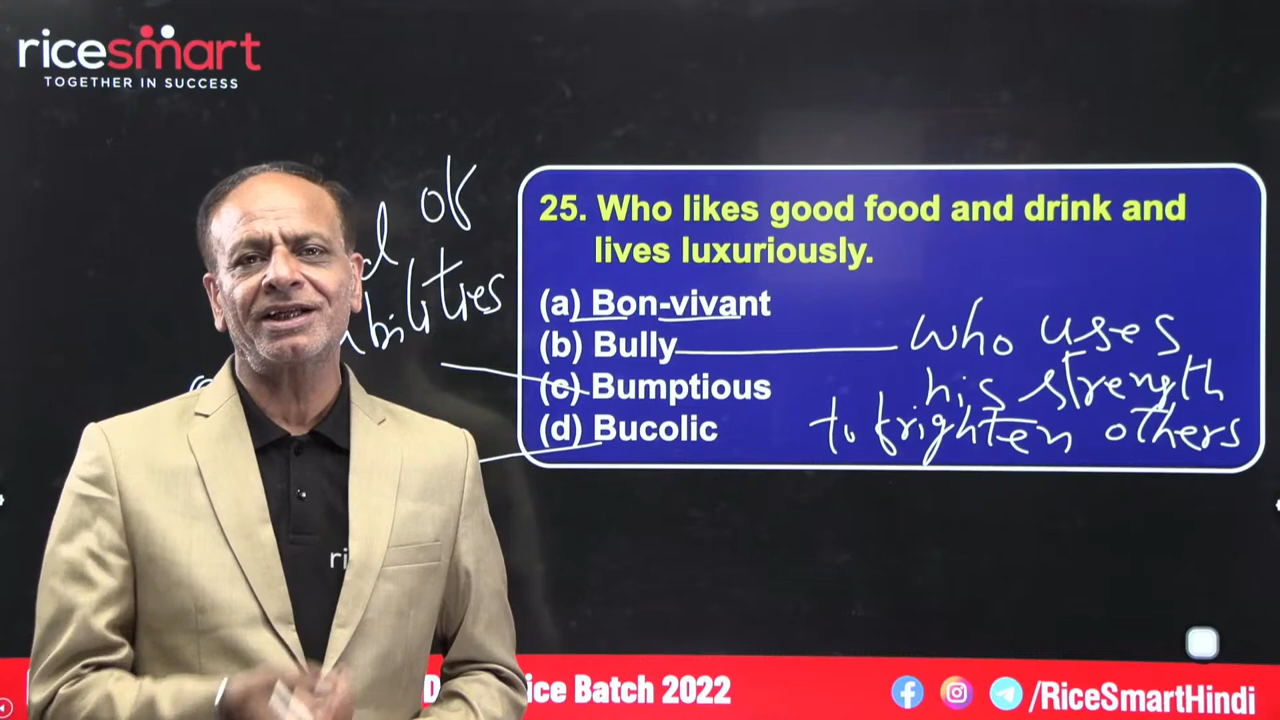 ricesmart
TOGETHER IN SUCCESS
of
25. Who likes good food and drink and
lives luxuriously.
(a) Bon-vivant
(b) Bully
(c) Bumptious
(d) Bucolic
who uses
his strength
to frighten others
ri
ice Batch 2022
/RiceSmartHindi